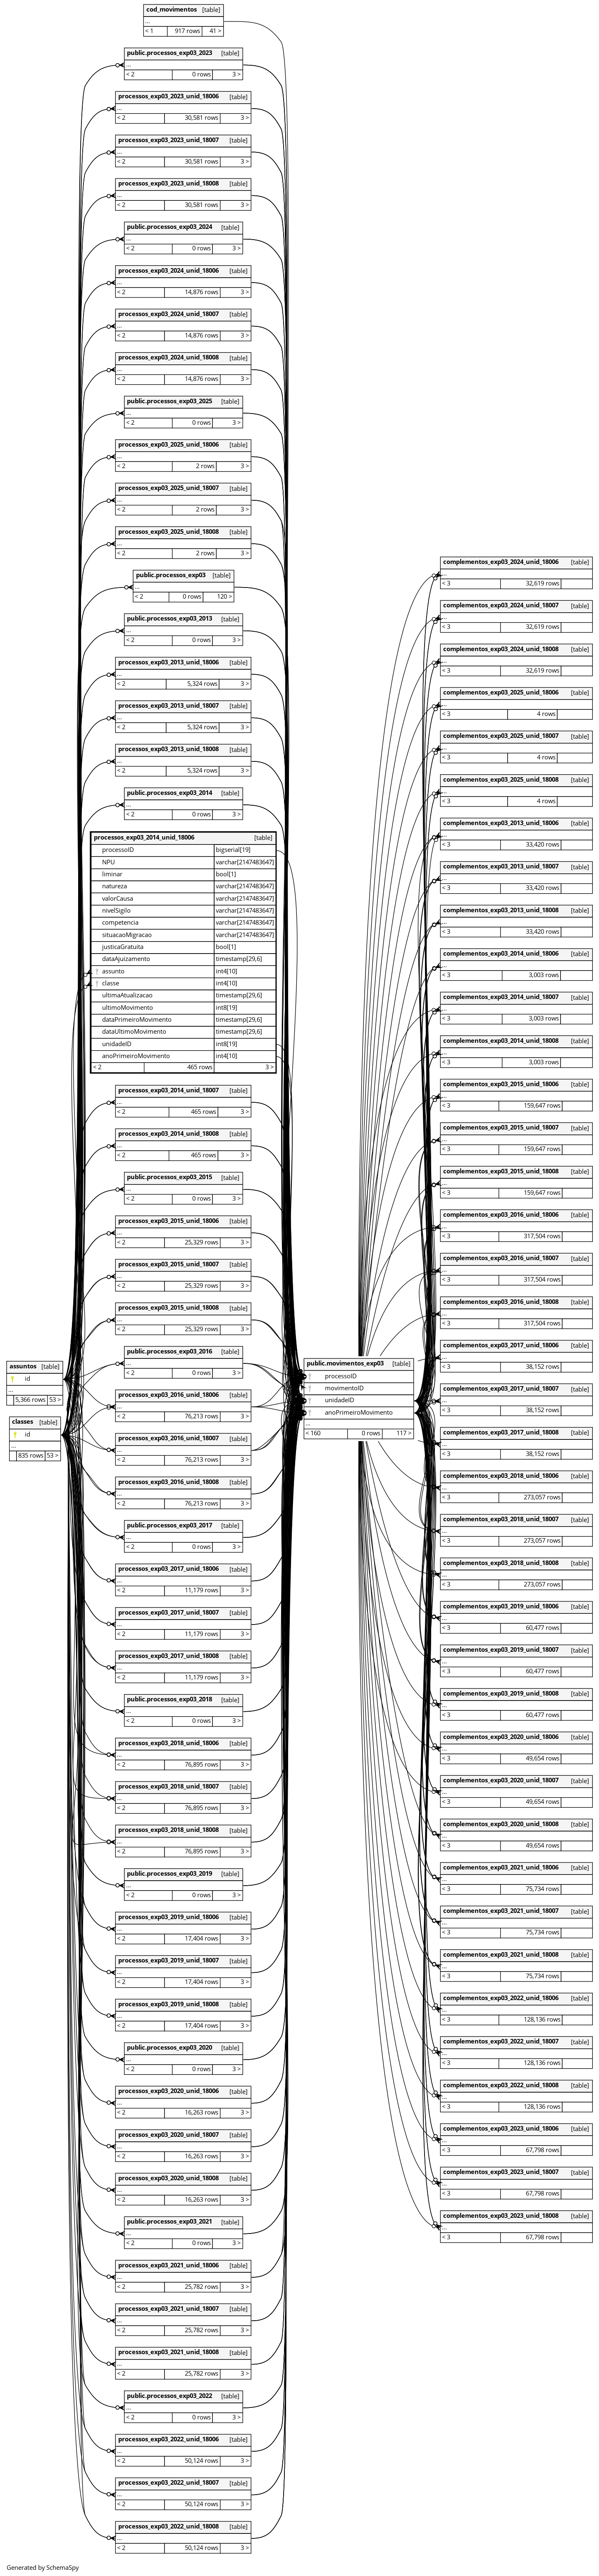 cod_movimentos [table]
...
< 1 917 rows 41 >
public.processos_exp03_2023 [table]
...
< 2 0 rows 3 >
processos_exp03_2023_unid_18006 [table]
...
< 2 30,581 rows 3 >
processos_exp03_2023_unid_18007 [table]
...
< 2 30,581 rows 3 >
processos_exp03_2023_unid_18008 [table]
...
< 2 30,581 rows 3 >
public.processos_exp03_2024 [table]
...
< 2 0 rows 3 >
processos_exp03_2024_unid_18006 [table]
...
< 2 14,876 rows 3 >
processos_exp03_2024_unid_18007 [table]
...
< 2 14,876 rows 3 >
processos_exp03_2024_unid_18008 [table]
...
< 2 14,876 rows 3 >
public.processos_exp03_2025 [table]
...
< 2 0 rows 3 >
processos_exp03_2025_unid_18006 [table]
...
< 2 2 rows 3 >
processos_exp03_2025_unid_18007 [table]
...
< 2 2 rows 3 >
processos_exp03_2025_unid_18008 [table]
...
< 2 2 rows 3 >
public.processos_exp03 [table]
...
< 2 0 rows 120 >
public.processos_exp03_2013 [table]
...
< 2 0 rows 3 >
processos_exp03_2013_unid_18006 [table]
...
< 2 5,324 rows 3 >
processos_exp03_2013_unid_18007 [table]
...
< 2 5,324 rows 3 >
processos_exp03_2013_unid_18008 [table]
...
< 2 5,324 rows 3 >
public.processos_exp03_2014 [table]
...
< 2 0 rows 3 >
processos_exp03_2014_unid_18006 [table]
processoID bigserial[19]
NPU varchar[2147483647]
liminar bool[1]
natureza varchar[2147483647]
valorCausa varchar[2147483647]
nivelSigilo varchar[2147483647]
competencia varchar[2147483647]
situacaoMigracao varchar[2147483647]
justicaGratuita bool[1]
dataAjuizamento timestamp[29,6]
assunto int4[10]
classe int4[10]
ultimaAtualizacao timestamp[29,6]
ultimoMovimento int8[19]
dataPrimeiroMovimento timestamp[29,6]
dataUltimoMovimento timestamp[29,6]
unidadeID int8[19]
anoPrimeiroMovimento int4[10]
< 2 465 rows 3 >
processos_exp03_2014_unid_18007 [table]
...
< 2 465 rows 3 >
processos_exp03_2014_unid_18008 [table]
...
< 2 465 rows 3 >
public.processos_exp03_2015 [table]
...
< 2 0 rows 3 >
processos_exp03_2015_unid_18006 [table]
...
< 2 25,329 rows 3 >
processos_exp03_2015_unid_18007 [table]
...
< 2 25,329 rows 3 >
processos_exp03_2015_unid_18008 [table]
...
< 2 25,329 rows 3 >
public.processos_exp03_2016 [table]
...
< 2 0 rows 3 >
processos_exp03_2016_unid_18006 [table]
...
< 2 76,213 rows 3 >
processos_exp03_2016_unid_18007 [table]
...
< 2 76,213 rows 3 >
processos_exp03_2016_unid_18008 [table]
...
< 2 76,213 rows 3 >
public.processos_exp03_2017 [table]
...
< 2 0 rows 3 >
processos_exp03_2017_unid_18006 [table]
...
< 2 11,179 rows 3 >
processos_exp03_2017_unid_18007 [table]
...
< 2 11,179 rows 3 >
processos_exp03_2017_unid_18008 [table]
...
< 2 11,179 rows 3 >
public.processos_exp03_2018 [table]
...
< 2 0 rows 3 >
processos_exp03_2018_unid_18006 [table]
...
< 2 76,895 rows 3 >
processos_exp03_2018_unid_18007 [table]
...
< 2 76,895 rows 3 >
processos_exp03_2018_unid_18008 [table]
...
< 2 76,895 rows 3 >
public.processos_exp03_2019 [table]
...
< 2 0 rows 3 >
processos_exp03_2019_unid_18006 [table]
...
< 2 17,404 rows 3 >
processos_exp03_2019_unid_18007 [table]
...
< 2 17,404 rows 3 >
processos_exp03_2019_unid_18008 [table]
...
< 2 17,404 rows 3 >
public.processos_exp03_2020 [table]
...
< 2 0 rows 3 >
processos_exp03_2020_unid_18006 [table]
...
< 2 16,263 rows 3 >
processos_exp03_2020_unid_18007 [table]
...
< 2 16,263 rows 3 >
processos_exp03_2020_unid_18008 [table]
...
< 2 16,263 rows 3 >
public.processos_exp03_2021 [table]
...
< 2 0 rows 3 >
processos_exp03_2021_unid_18006 [table]
...
< 2 25,782 rows 3 >
processos_exp03_2021_unid_18007 [table]
...
< 2 25,782 rows 3 >
processos_exp03_2021_unid_18008 [table]
...
< 2 25,782 rows 3 >
public.processos_exp03_2022 [table]
...
< 2 0 rows 3 >
processos_exp03_2022_unid_18006 [table]
...
< 2 50,124 rows 3 >
processos_exp03_2022_unid_18007 [table]
...
< 2 50,124 rows 3 >
processos_exp03_2022_unid_18008 [table]
...
< 2 50,124 rows 3 >
assuntos [table]
id
...
5,366 rows 53 >
classes [table]
id
...
835 rows 53 >
public.movimentos_exp03 [table]
processoID
movimentoID
unidadeID
anoPrimeiroMovimento
...
< 160 0 rows 117 >
complementos_exp03_2024_unid_18006 [table]
...
< 3 32,619 rows
complementos_exp03_2024_unid_18007 [table]
...
< 3 32,619 rows
complementos_exp03_2024_unid_18008 [table]
...
< 3 32,619 rows
complementos_exp03_2025_unid_18006 [table]
...
< 3 4 rows
complementos_exp03_2025_unid_18007 [table]
...
< 3 4 rows
complementos_exp03_2025_unid_18008 [table]
...
< 3 4 rows
complementos_exp03_2013_unid_18006 [table]
...
< 3 33,420 rows
complementos_exp03_2013_unid_18007 [table]
...
< 3 33,420 rows
complementos_exp03_2013_unid_18008 [table]
...
< 3 33,420 rows
complementos_exp03_2014_unid_18006 [table]
...
< 3 3,003 rows
complementos_exp03_2014_unid_18007 [table]
...
< 3 3,003 rows
complementos_exp03_2014_unid_18008 [table]
...
< 3 3,003 rows
complementos_exp03_2015_unid_18006 [table]
...
< 3 159,647 rows
complementos_exp03_2015_unid_18007 [table]
...
< 3 159,647 rows
complementos_exp03_2015_unid_18008 [table]
...
< 3 159,647 rows
complementos_exp03_2016_unid_18006 [table]
...
< 3 317,504 rows
complementos_exp03_2016_unid_18007 [table]
...
< 3 317,504 rows
complementos_exp03_2016_unid_18008 [table]
...
< 3 317,504 rows
complementos_exp03_2017_unid_18006 [table]
...
< 3 38,152 rows
complementos_exp03_2017_unid_18007 [table]
...
< 3 38,152 rows
complementos_exp03_2017_unid_18008 [table]
...
< 3 38,152 rows
complementos_exp03_2018_unid_18006 [table]
...
< 3 273,057 rows
complementos_exp03_2018_unid_18007 [table]
...
< 3 273,057 rows
complementos_exp03_2018_unid_18008 [table]
...
< 3 273,057 rows
complementos_exp03_2019_unid_18006 [table]
...
< 3 60,477 rows
complementos_exp03_2019_unid_18007 [table]
...
< 3 60,477 rows
complementos_exp03_2019_unid_18008 [table]
...
< 3 60,477 rows
complementos_exp03_2020_unid_18006 [table]
...
< 3 49,654 rows
complementos_exp03_2020_unid_18007 [table]
...
< 3 49,654 rows
complementos_exp03_2020_unid_18008 [table]
...
< 3 49,654 rows
complementos_exp03_2021_unid_18006 [table]
...
< 3 75,734 rows
complementos_exp03_2021_unid_18007 [table]
...
< 3 75,734 rows
complementos_exp03_2021_unid_18008 [table]
...
< 3 75,734 rows
complementos_exp03_2022_unid_18006 [table]
...
< 3 128,136 rows
complementos_exp03_2022_unid_18007 [table]
...
< 3 128,136 rows
complementos_exp03_2022_unid_18008 [table]
...
< 3 128,136 rows
complementos_exp03_2023_unid_18006 [table]
...
< 3 67,798 rows
complementos_exp03_2023_unid_18007 [table]
...
< 3 67,798 rows
complementos_exp03_2023_unid_18008 [table]
...
< 3 67,798 rows
Generated by SchemaSpy